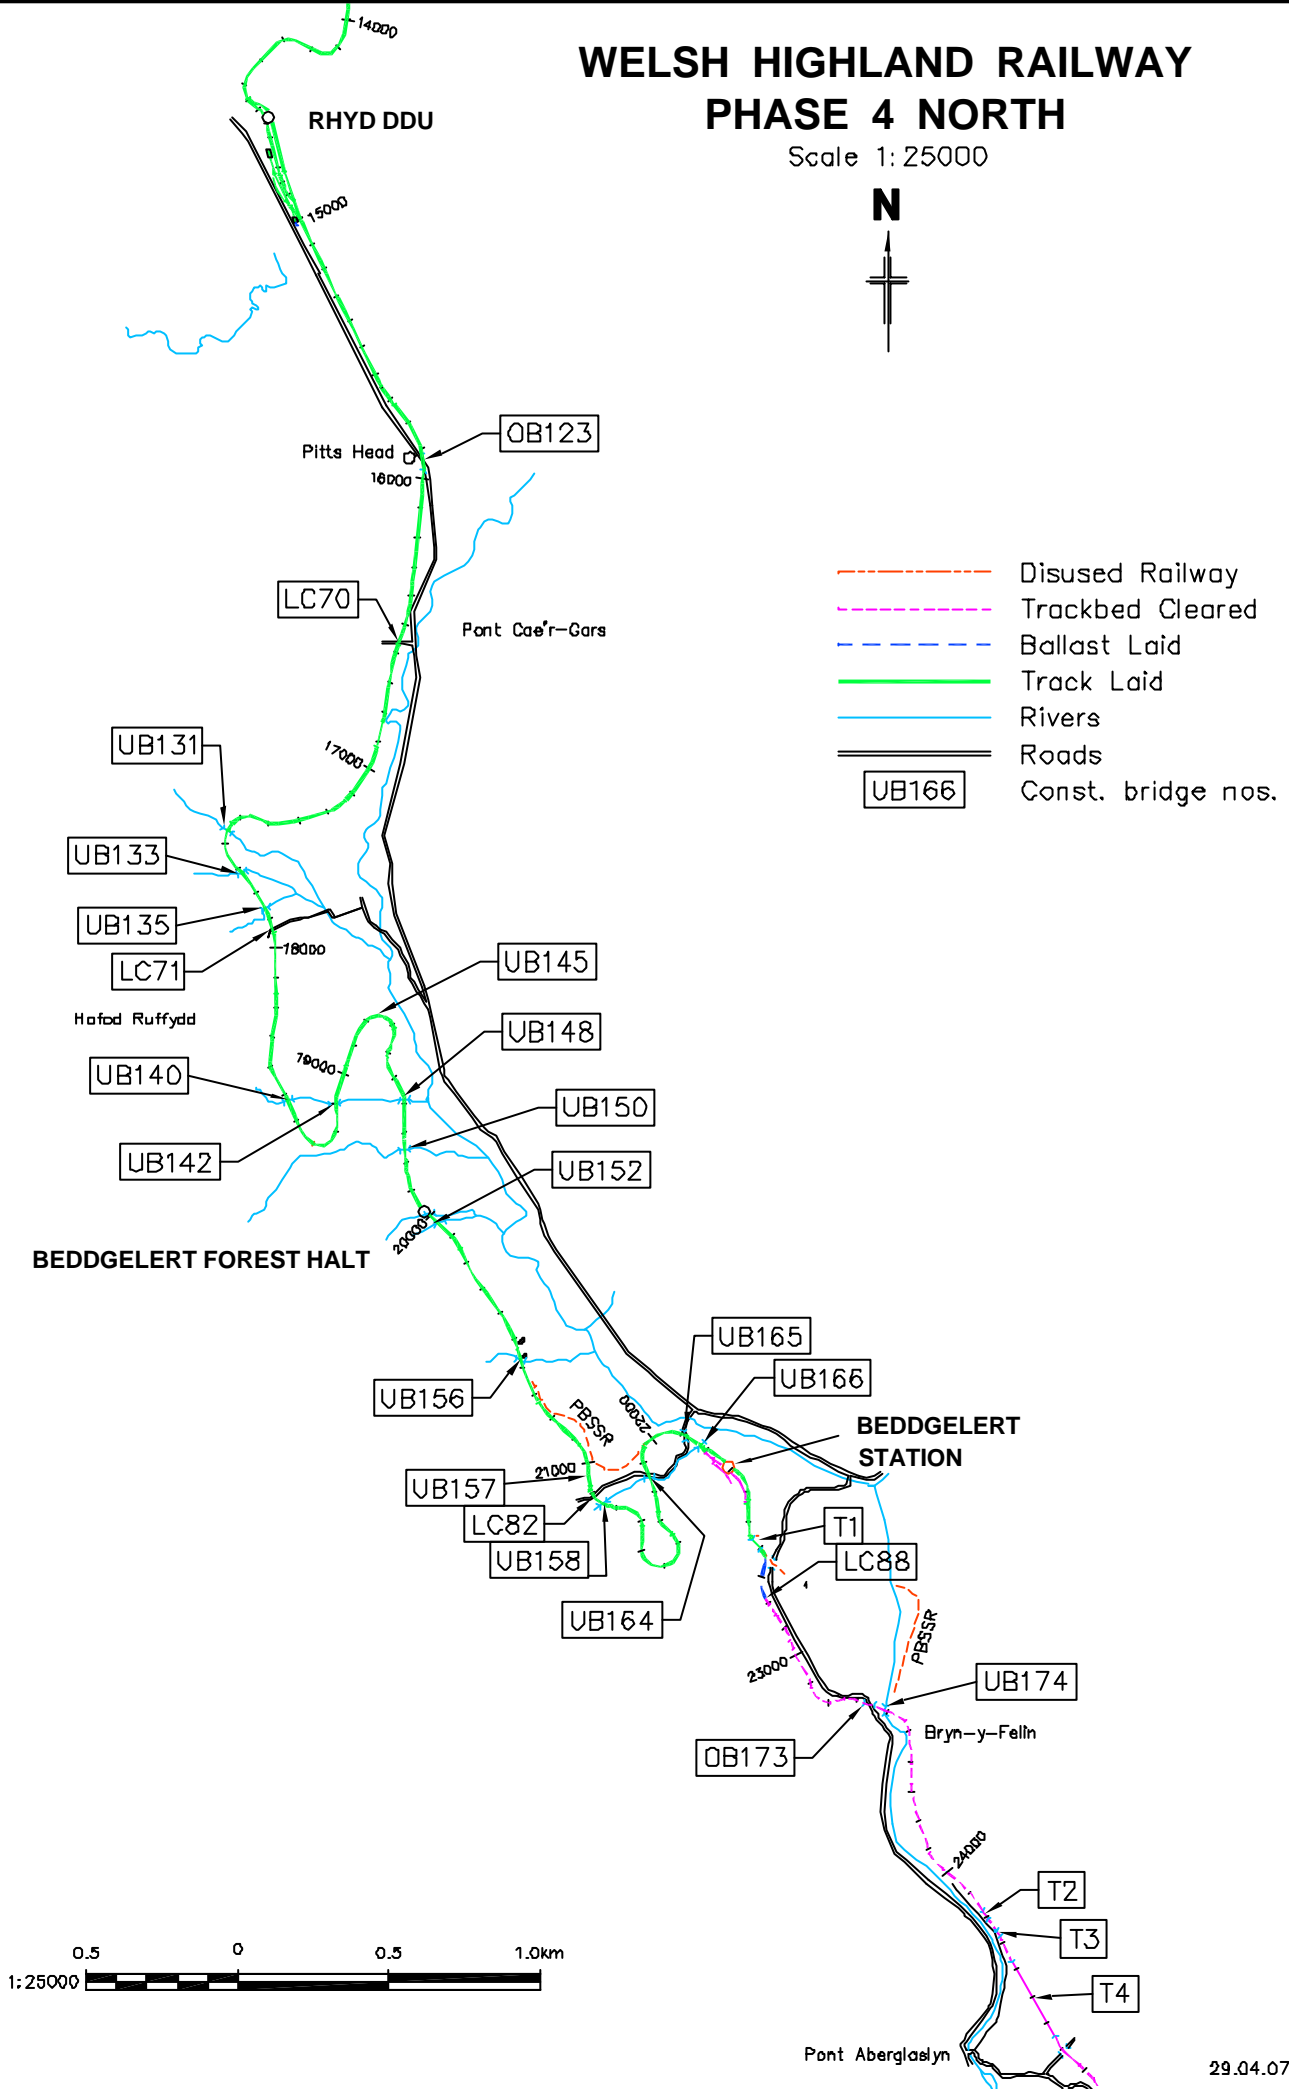 14000
WELSH HIGHLAND RAILWAY
PHASE 4 NORTH
Scale 1:25000
N
RHYD DDU
15000
OB123
Pitts Head
16000
LC70
Pont Cae'r-Gors
Disused Railway
Trackbed Cleared
Ballast Laid
Track Laid
Rivers
Roads
UB166
Const. bridge nos.
UB131
17000
UB133
UB135
18000
LC71
UB145
Hafod Ruffydd
UB148
19000
UB140
UB150
UB142
UB152
20000
BEDDGELERT FOREST HALT
UB165
UB166
UB156
PBSSR
22000
BEDDGELERT
STATION
21000
UB157
LC82
T1
UB158
LC88
UB164
PBSSR
23000
UB174
Bryn-y-Felin
OB173
24000
T2
T3
T4
0.5
0
0.5
1.0km
1:25000
Pont Aberglaslyn
29.04.07